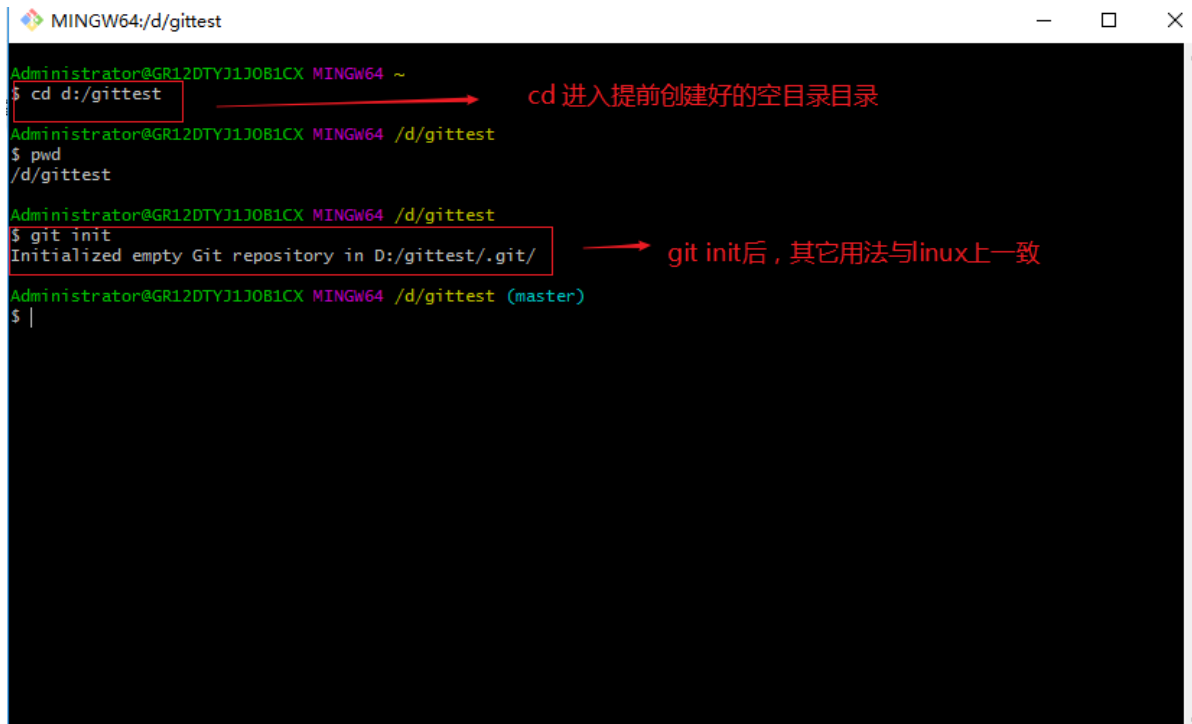 MINGW64:/d/gittest
Administrator@GR12DTYJ1JOB1CX MINGW64 ~
$ cd d:/gittest
cd 进入提前创建好的空目录目录
Administrator@GR12DTYJ1JOB1CX MINGW64 /d/gittest
$ pwd
/d/gittest
Administrator@GR12DTYJ1JOB1CX MINGW64 /d/gittest
$ git init
Initialized empty Git repository in D:/gittest/.git/
git init后，其它用法与linux上一致
Administrator@GR12DTYJ1JOB1CX MINGW64 /d/gittest (master)
$